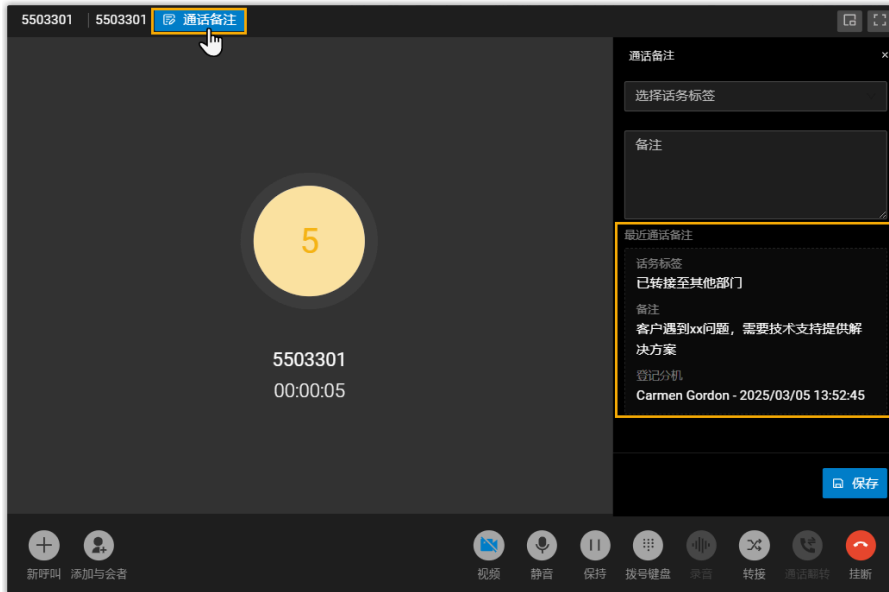 5503301 5503301 通话备注
通话备注 ×
选择话务标签
备注
最近通话备注
话务标签
已转接至其他部门
备注
客户遇到xx问题，需要技术支持提供解
决方案
登记分机
Carmen Gordon - 2025/03/05 13:52:45
保存
5
5503301
00:00:05
新呼叫 添加与会者 视频 静音 保持 拨号键盘 录音 转接 通话翻转 挂断